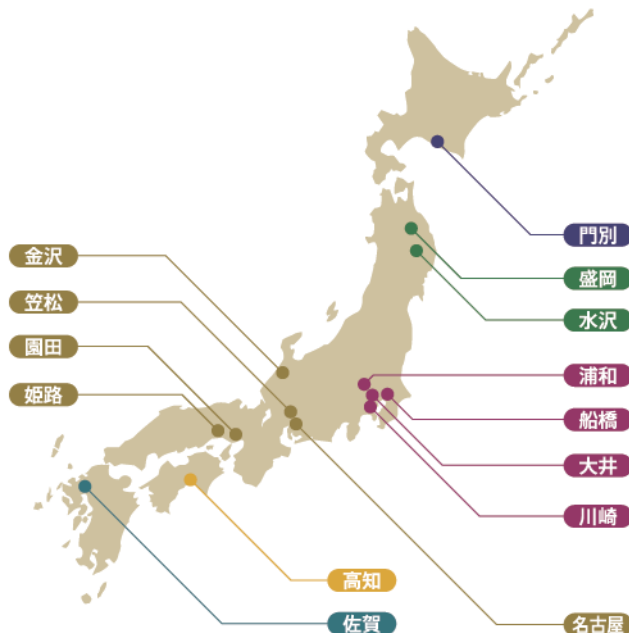 門別
盛岡
水沢
金沢
笠松
園田
姫路
浦和
船橋
大井
川崎
高知
佐賀
名古屋